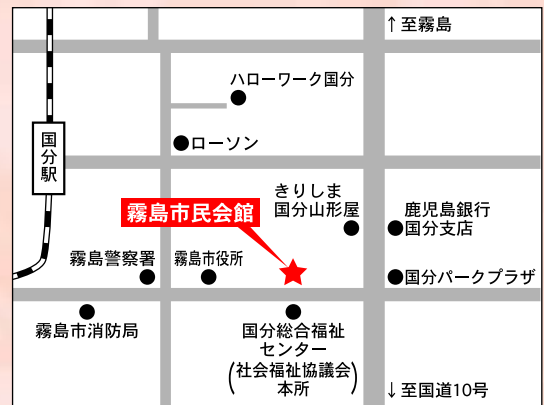 ↑至霧島
ハローワーク国分
ローソン
国分駅
きりしま
国分山形屋
霧島市民会館
鹿児島銀行
国分支店
霧島警察署
霧島市役所
国分パークプラザ
霧島市消防局
国分総合福祉
センター
(社会福祉協議会
本所)
↓至国道10号